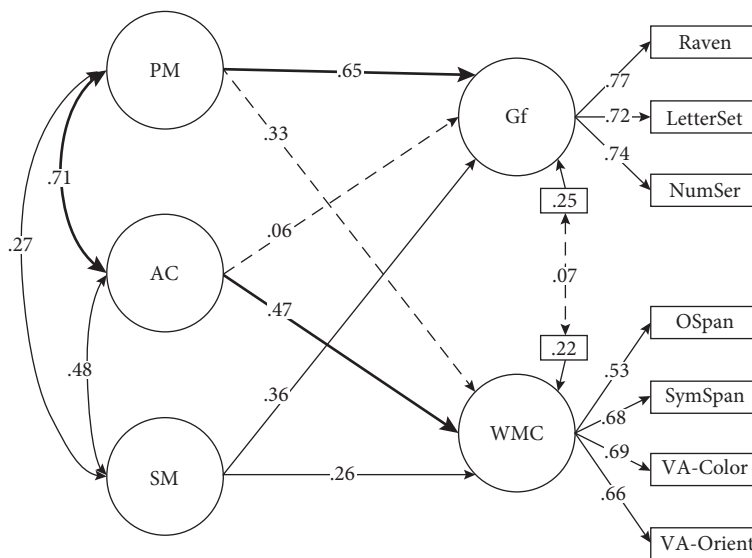 PM
.65
Gf
.77
Raven
.72
LetterSet
.74
NumSer
.33
.71
.27
.06
.25
AC
.07
.47
.48
.22
.36
OSpan
.53
SM
.26
WMC
.68
SymSpan
.69
VA-Color
.66
VA-Orient